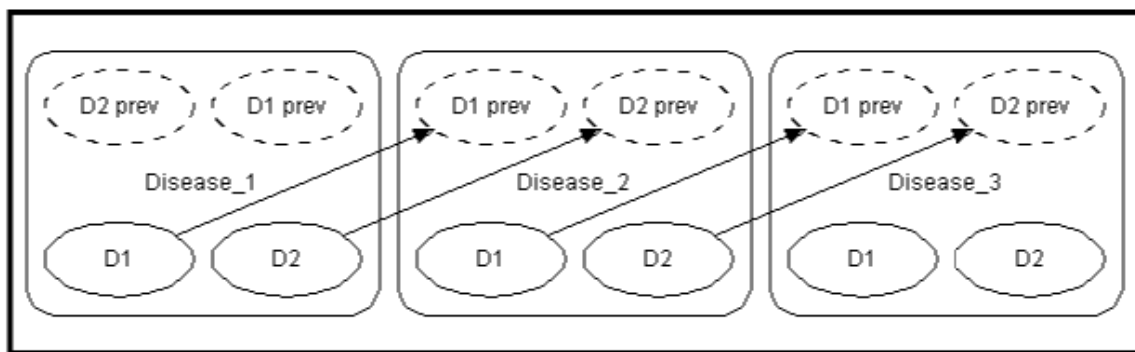 D2 prev D1 prev D1 prev D2 prev D1 prev D2 prev
Disease_1 Disease_2 Disease_3
D1 D2 D1 D2 D1 D2